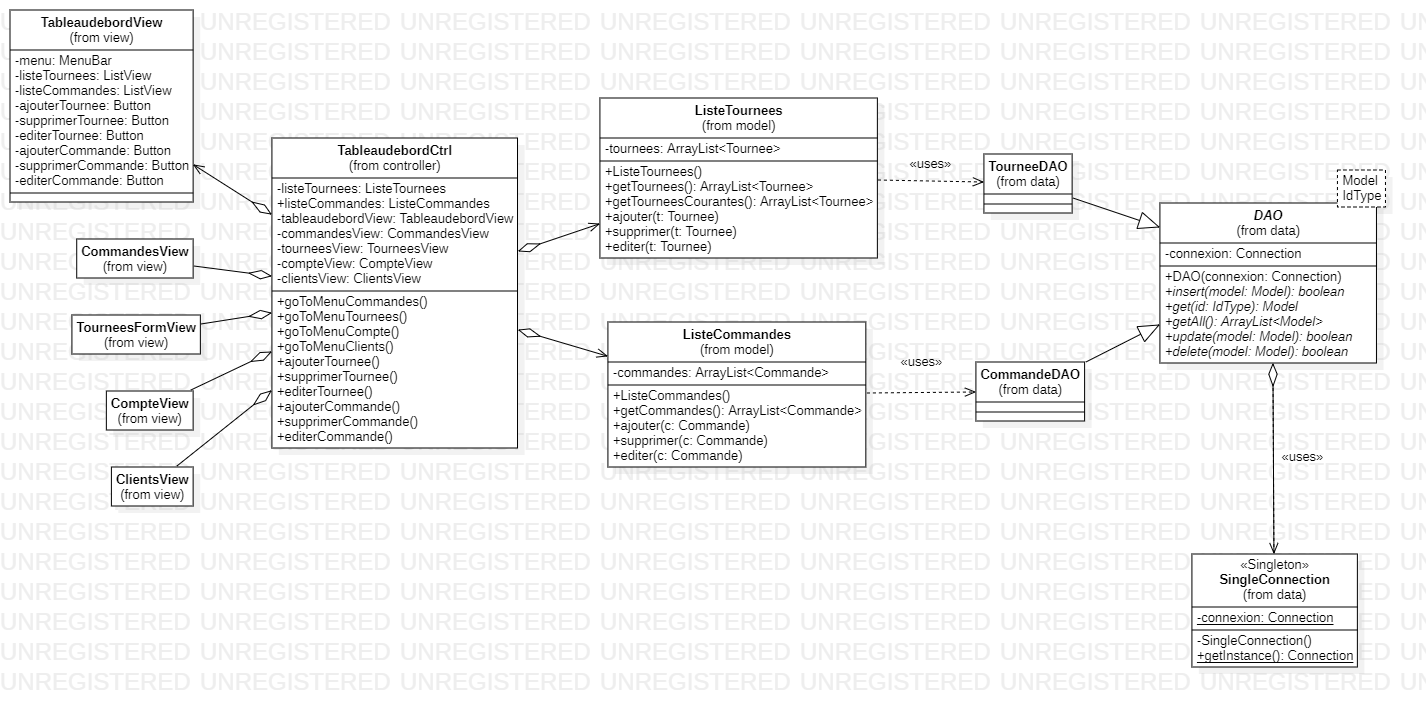 TableaudebordView
(from view)
-menu: MenuBar
-listeTournees: ListView
-listeCommandes: ListView
-ajouterTournee: Button
-supprimerTournee: Button
-editerTournee: Button
-ajouterCommande: Button
-supprimerCommande: Button
-editerCommande: Button
CommandesView
(from view)
TourneesFormView
(from view)
CompteView
(from view)
ClientsView
(from view)
TableaudebordCtrl
(from controller)
-listeTournees: ListeTournees
+listeCommandes: ListeCommandes
-tableaudebordView: TableaudebordView
-commandesView: CommandesView
-tourneesView: TourneesView
-compteView: CompteView
-clientsView: ClientsView
+goToMenuCommandes()
+goToMenuTournees()
+goToMenuCompte()
+goToMenuClients()
+ajouterTournee()
+supprimerTournee()
+editerTournee()
+ajouterCommande()
+supprimerCommande()
+editerCommande()
ListeTournees
(from model)
-tournees: ArrayList<Tournee>
+ListeTournees()
+getTournees(): ArrayList<Tournee>
+getTourneesCourantes(): ArrayList<Tournee>
+ajouter(t: Tournee)
+supprimer(t: Tournee)
+editer(t: Tournee)
ListeCommandes
(from model)
-commandes: ArrayList<Commande>
+ListeCommandes()
+getCommandes(): ArrayList<Commande>
+ajouter(c: Commande)
+supprimer(c: Commande)
+editer(c: Commande)
«uses»
«uses»
TourneeDAO
(from data)
CommandeDAO
(from data)
Model
IdType
DAO
(from data)
-connexion: Connection
+DAO(connexion: Connection)
+insert(model: Model): boolean
+get(id: IdType): Model
+getAll(): ArrayList<Model>
+update(model: Model): boolean
+delete(model: Model): boolean
«uses»
«Singleton»
SingleConnection
(from data)
-connexion: Connection
-SingleConnection()
+getInstance(): Connection
UNREGISTERED